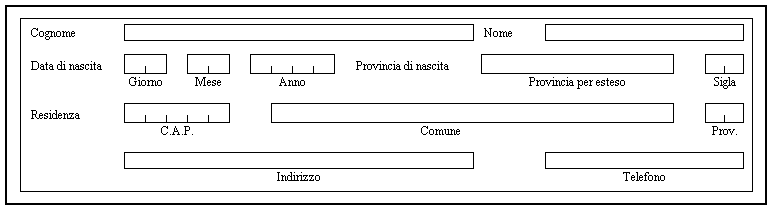 Cognome Nome
Data di nascita Provincia di nascita
Giorno Mese Anno Provincia per esteso Sigla
Residenza
C.A.P. Comune Prov.
Indirizzo Telefono